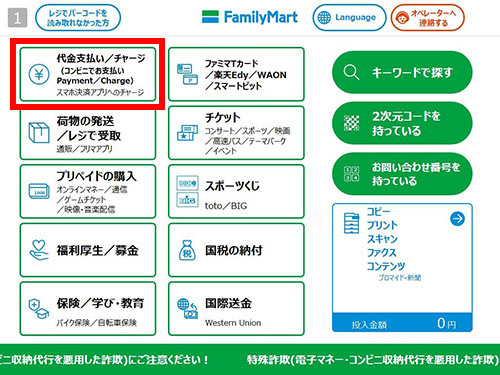 1
レジでバーコードを
読み取れなかった方
FamilyMart
Language
オペレーターへ
連絡する
代金支払い/チャージ
(コンビニでお支払い
Payment/Charge)
スマホ決済アプリへのチャージ
ファミマTカード
/楽天Edy/WAON
/スマートピット
キーワードで探す
荷物の発送
/レジで受取
通販/フリマアプリ
チケット
コンサート/スポーツ/映画
/高速バス/テーマパーク
/イベント
2次元コードを
持っている
プリペイドの購入
オンラインマネー/通信
/ゲームチケット
/映像・音楽配信
スポーツくじ
toto/BIG
お問い合わせ番号を
持っている
福利厚生/募金
国税の納付
コピー
プリント
スキャン
ファクス
コンテンツ
ブロマイド・新聞
保険/学び・教育
バイク保険/自転車保険
国際送金
Western Union
投入金額 0円
ビニ収納代行を悪用した詐欺)にご注意ください! 特殊詐欺(電子マネー・コンビニ収納代行を悪用した詐欺)